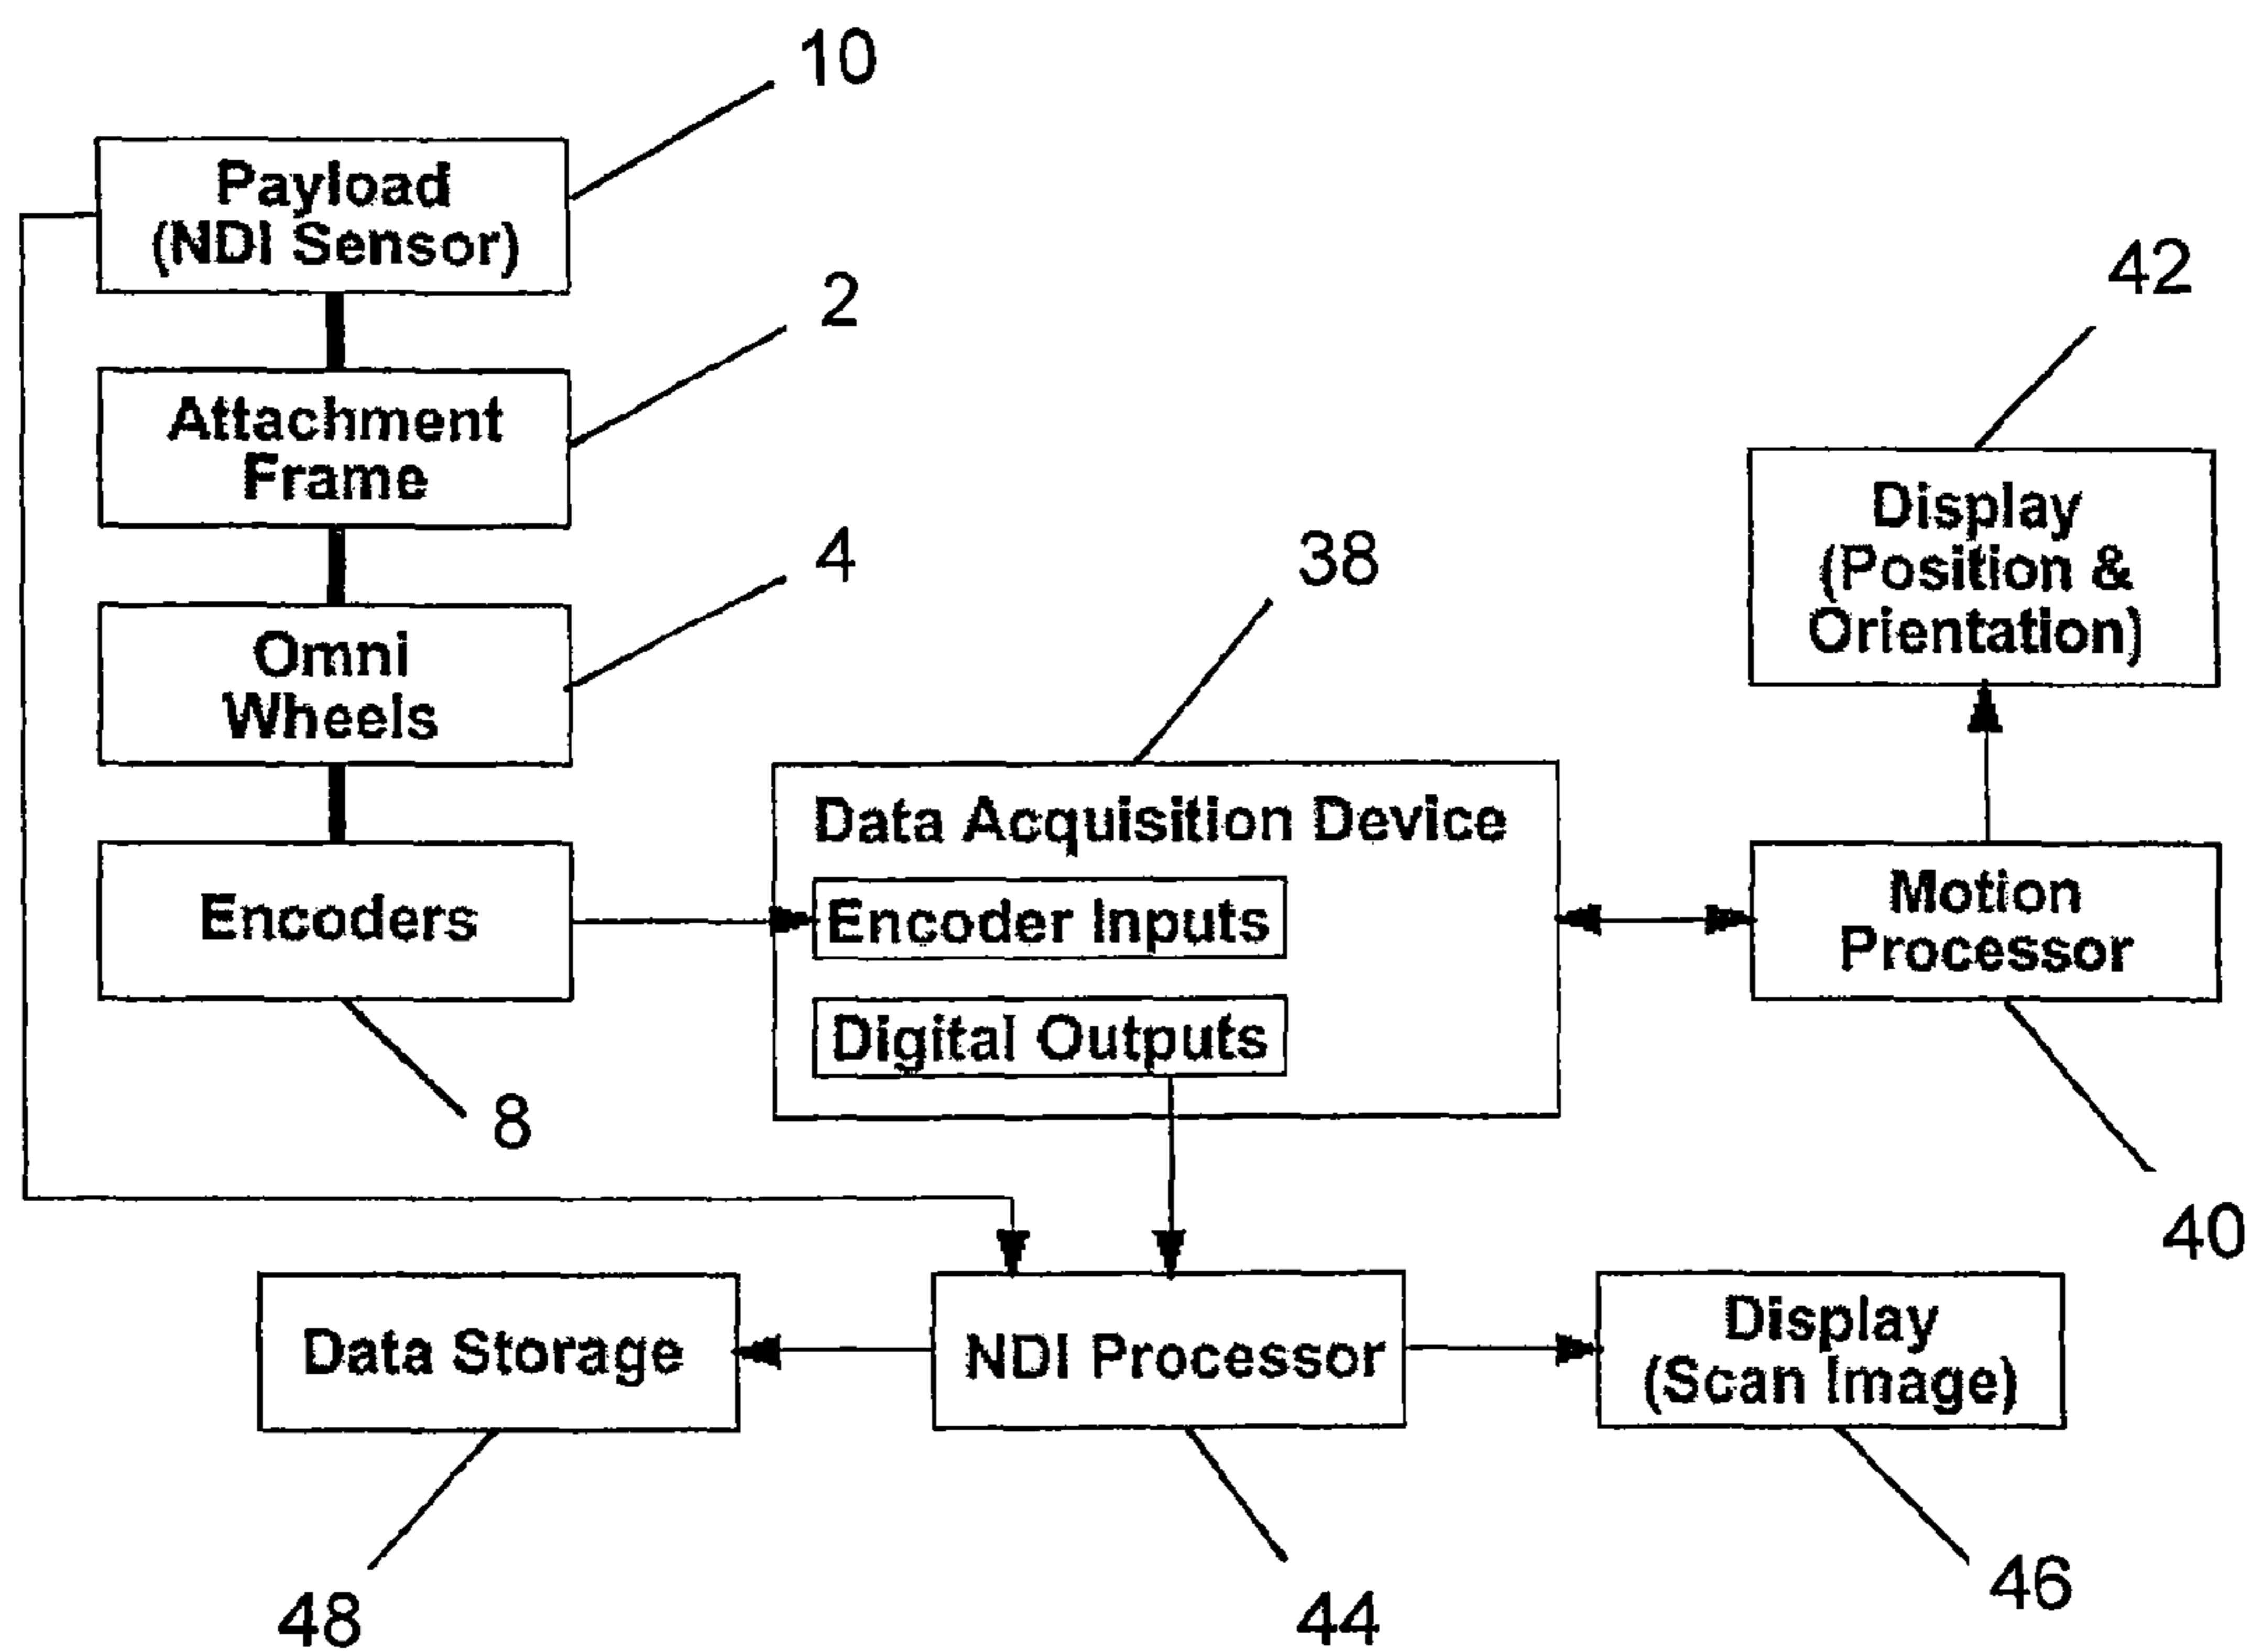 10
Payload
(NDI Sensor)
2
Attachment
Frame
42
Display
(Position &
Orientation)
4
Omni
Wheels
38
Data Acquisition Device
Encoder Inputs
Digital Outputs
Encoders
8
Motion
Processor
40
Data Storage
48
NDI Processor
44
Display
(Scan Image)
46